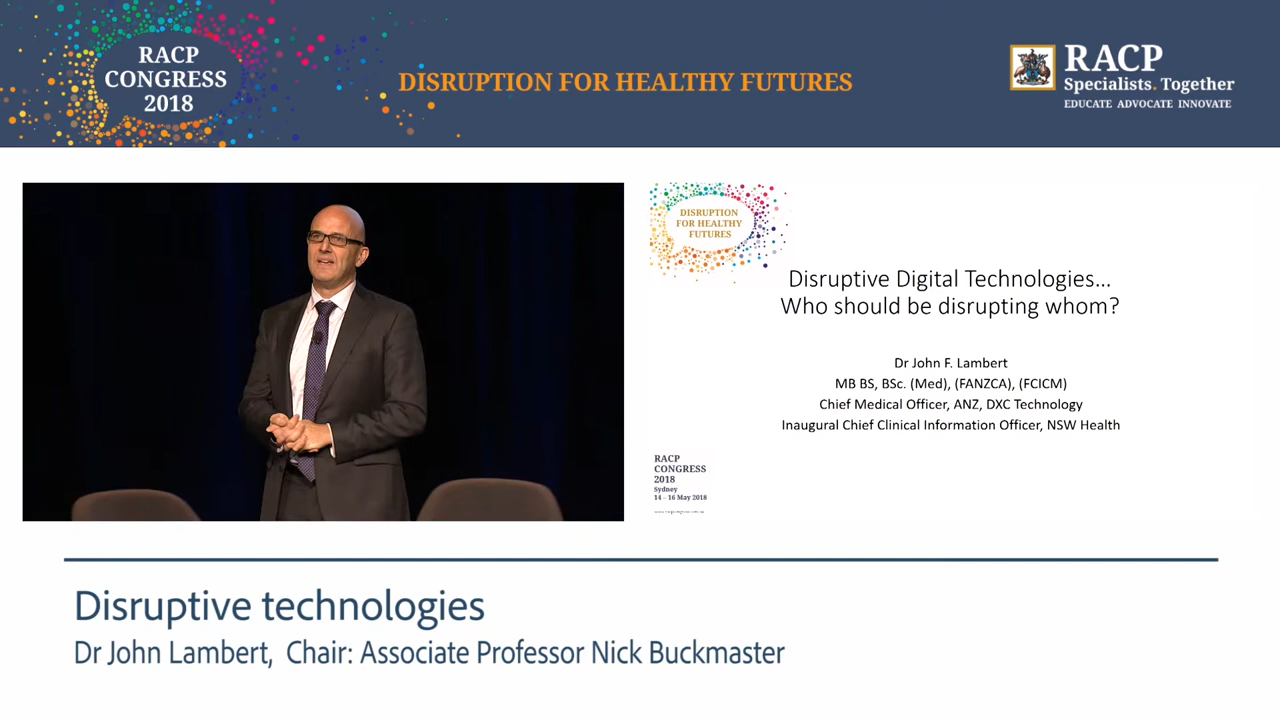 RACP
CONGRESS
2018
DISRUPTION FOR HEALTHY FUTURES
RACP
Specialists. Together
EDUCATE ADVOCATE INNOVATE
DISRUPTION
FOR HEALTHY
FUTURES
Disruptive Digital Technologies...
Who should be disrupting whom?
Dr John F. Lambert
MB BS, BSc. (Med), (FANZCA), (FCICM)
Chief Medical Officer, ANZ, DXC Technology
Inaugural Chief Clinical Information Officer, NSW Health
RACP
CONGRESS
2018
Sydney
14 – 16 May 2018
Disruptive technologies
Dr John Lambert, Chair: Associate Professor Nick Buckmaster